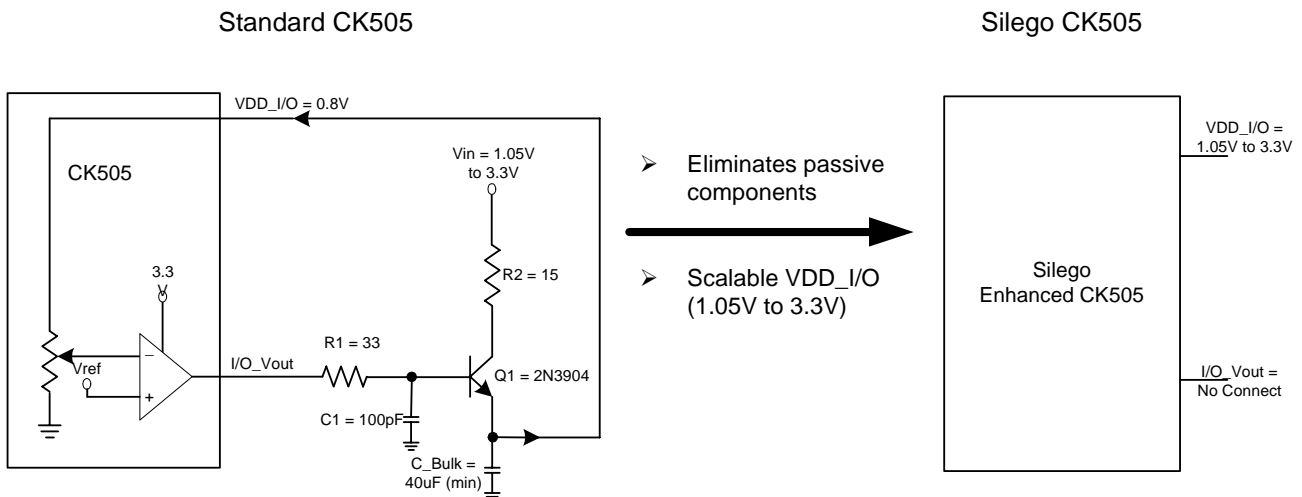 Standard CK505
Silego CK505
VDD_I/O = 0.8V
CK505
Vin = 1.05V
to 3.3V
R2 = 15
3.3
V
Vref
−
+
I/O_Vout
R1 = 33
C1 = 100pF
Q1 = 2N3904
C_Bulk =
40uF (min)
➢ Eliminates passive
components
➢ Scalable VDD_I/O
(1.05V to 3.3V)
Silego
Enhanced CK505
VDD_I/O =
1.05V to 3.3V
I/O_Vout =
No Connect